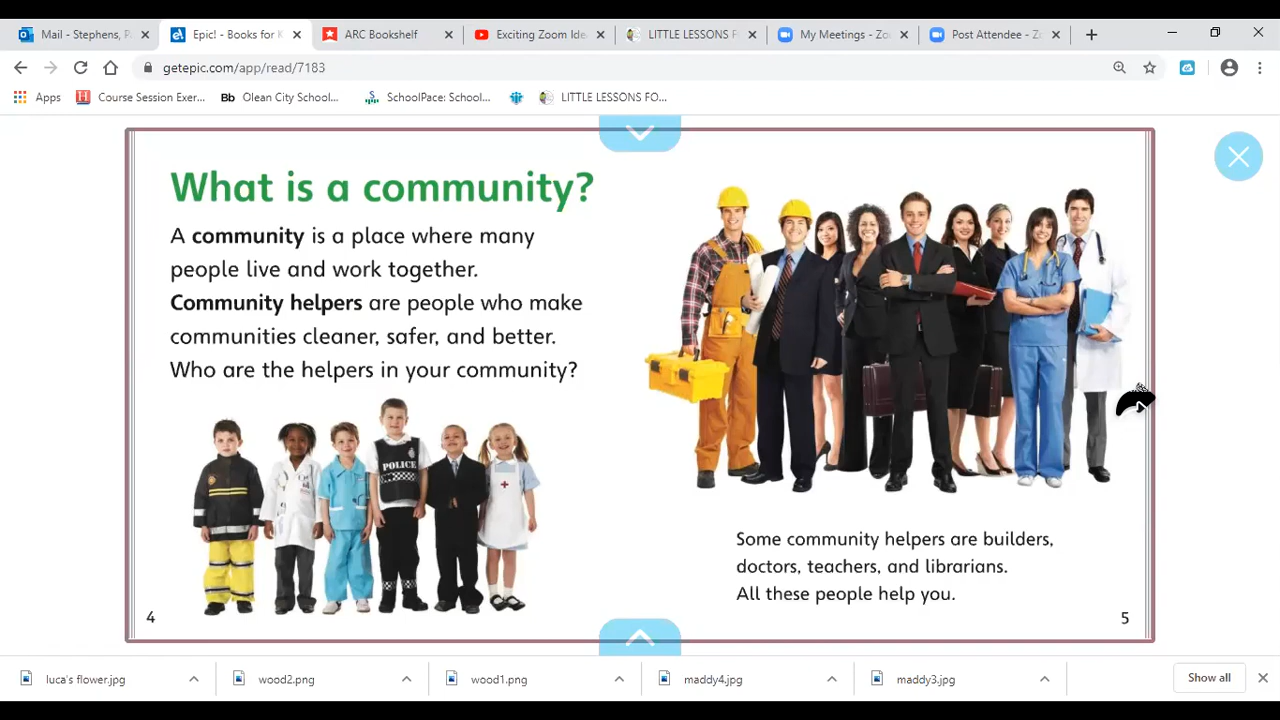 Mail - Stephens, P
Epic! - Books for K
ARC Bookshelf
Exciting Zoom Ide
LITTLE LESSONS F
My Meetings - Zo
Post Attendee - Z
getepic.com/app/read/7183
Apps
Course Session Exer...
Bb Olean City School...
SchoolPace: School...
LITTLE LESSONS FO...
What is a community?
A community is a place where many
people live and work together.
Community helpers are people who make
communities cleaner, safer, and better.
Who are the helpers in your community?
POLICE
4
Some community helpers are builders,
doctors, teachers, and librarians.
All these people help you.
5
luca's flower.jpg
wood2.png
wood1.png
maddy4.jpg
maddy3.jpg
Show all